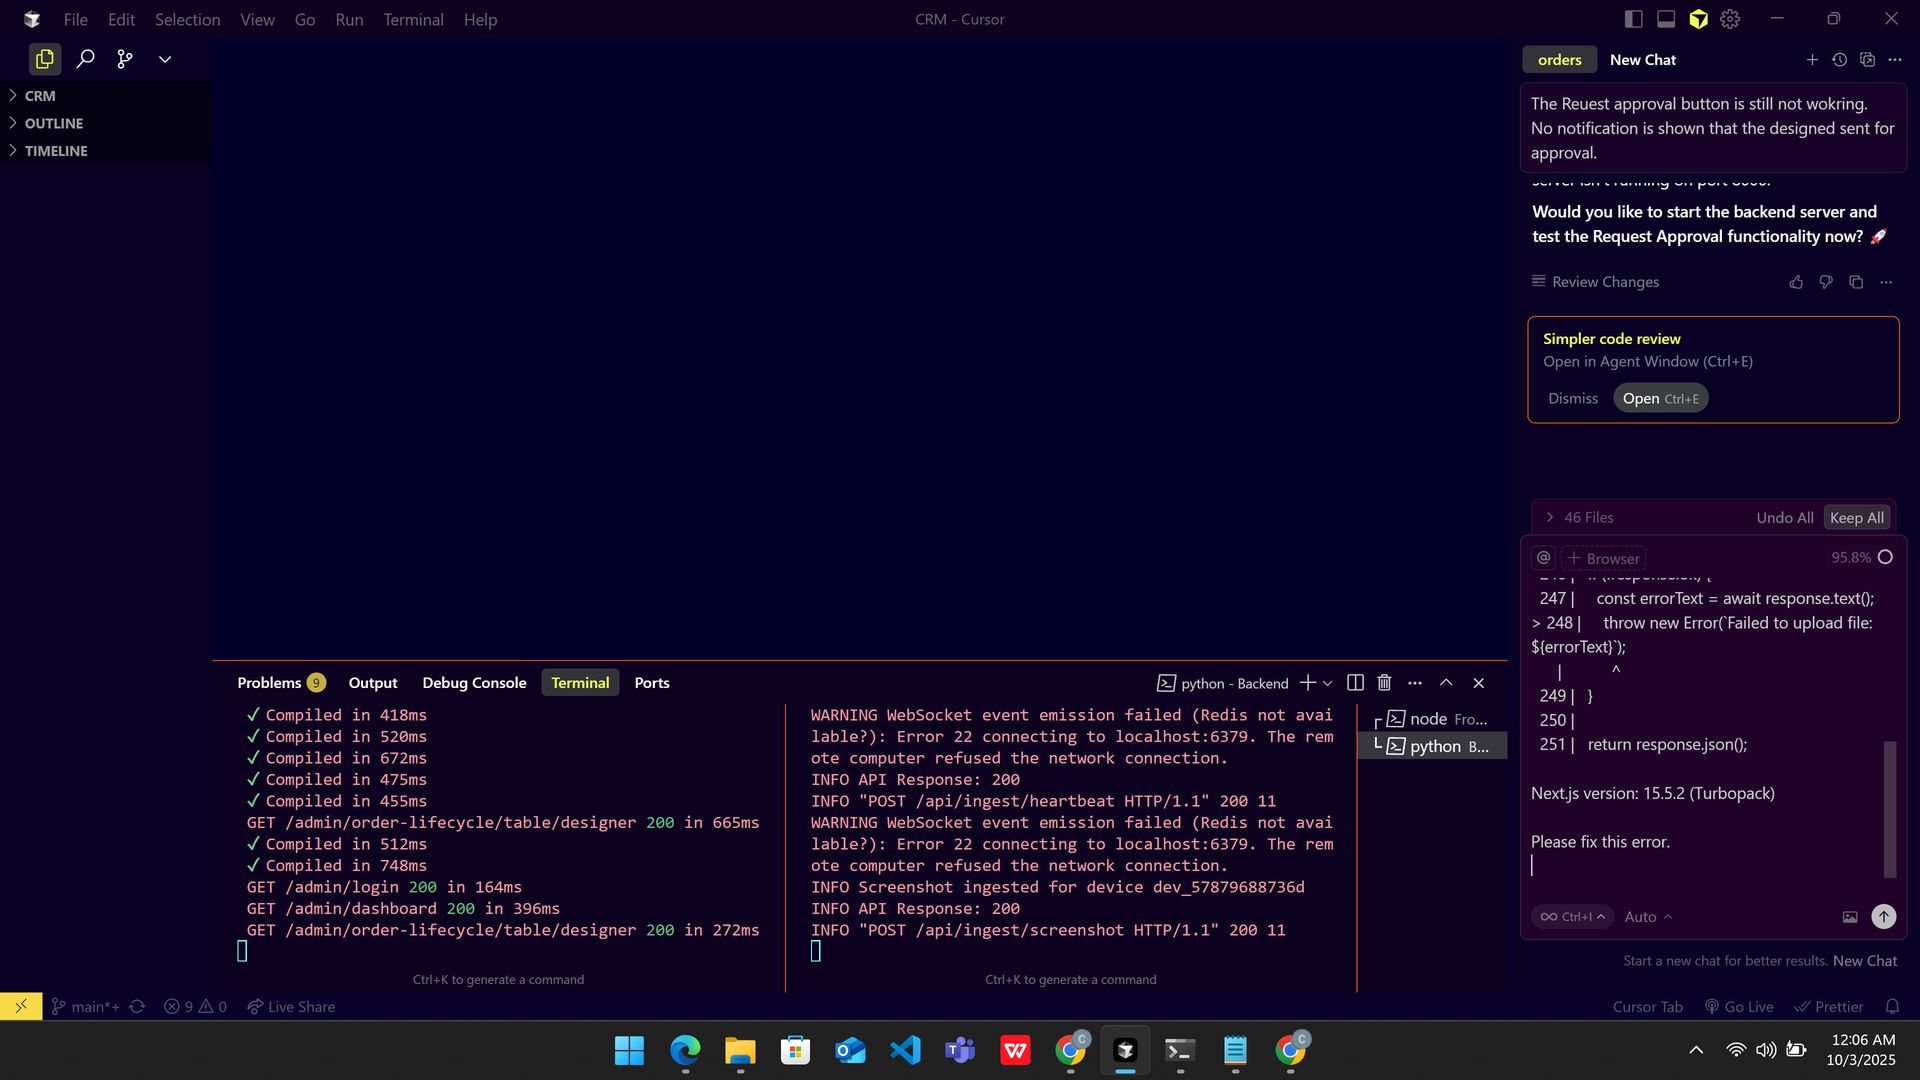 File Edit Selection View Go Run Terminal Help
CRM - Cursor
CRM
OUTLINE
TIMELINE
orders New Chat
The Reuest approval button is still not wokring.
No notification is shown that the designed sent for
approval.
server isn't running on port 8000.
Would you like to start the backend server and
test the Request Approval functionality now? 🚀
Review Changes
Simpler code review
Open in Agent Window (Ctrl+E)
Dismiss Open Ctrl+E
46 Files Undo All Keep All
@ + Browser 95.8%
247 | const errorText = await response.text();
> 248 | throw new Error(`Failed to upload file:
${errorText}`);
| ^
249 | }
250 |
251 | return response.json();
Next.js version: 15.5.2 (Turbopack)
Please fix this error.
∞ Ctrl+I Auto
Start a new chat for better results. New Chat
Problems 9 Output Debug Console Terminal Ports
python - Backend
✓ Compiled in 418ms
✓ Compiled in 520ms
✓ Compiled in 672ms
✓ Compiled in 475ms
✓ Compiled in 455ms
GET /admin/order-lifecycle/table/designer 200 in 665ms
✓ Compiled in 512ms
✓ Compiled in 748ms
GET /admin/login 200 in 164ms
GET /admin/dashboard 200 in 396ms
GET /admin/order-lifecycle/table/designer 200 in 272ms
Ctrl+K to generate a command
WARNING WebSocket event emission failed (Redis not avai
lable?): Error 22 connecting to localhost:6379. The rem
ote computer refused the network connection.
INFO API Response: 200
INFO "POST /api/ingest/heartbeat HTTP/1.1" 200 11
WARNING WebSocket event emission failed (Redis not avai
lable?): Error 22 connecting to localhost:6379. The rem
ote computer refused the network connection.
INFO Screenshot ingested for device dev_57879688736d
INFO API Response: 200
INFO "POST /api/ingest/screenshot HTTP/1.1" 200 11
Ctrl+K to generate a command
node Fro...
python B...
main*+ 9 0 Live Share
Cursor Tab Go Live Prettier
12:06 AM
10/3/2025